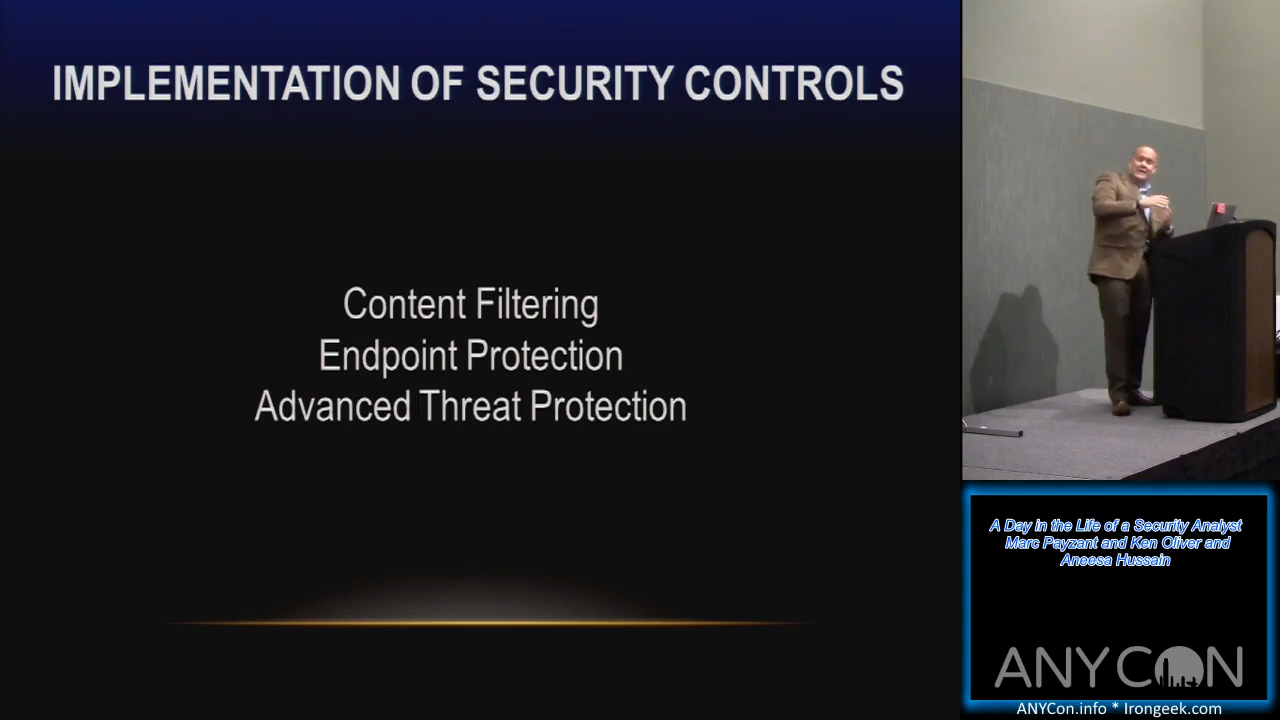 IMPLEMENTATION OF SECURITY CONTROLS
Content Filtering
Endpoint Protection
Advanced Threat Protection
A Day in the Life of a Security Analyst
Marc Payzant and Ken Oliver and
Aneesa Hussain
ANYCON
ANYCon.info * Irongeek.com